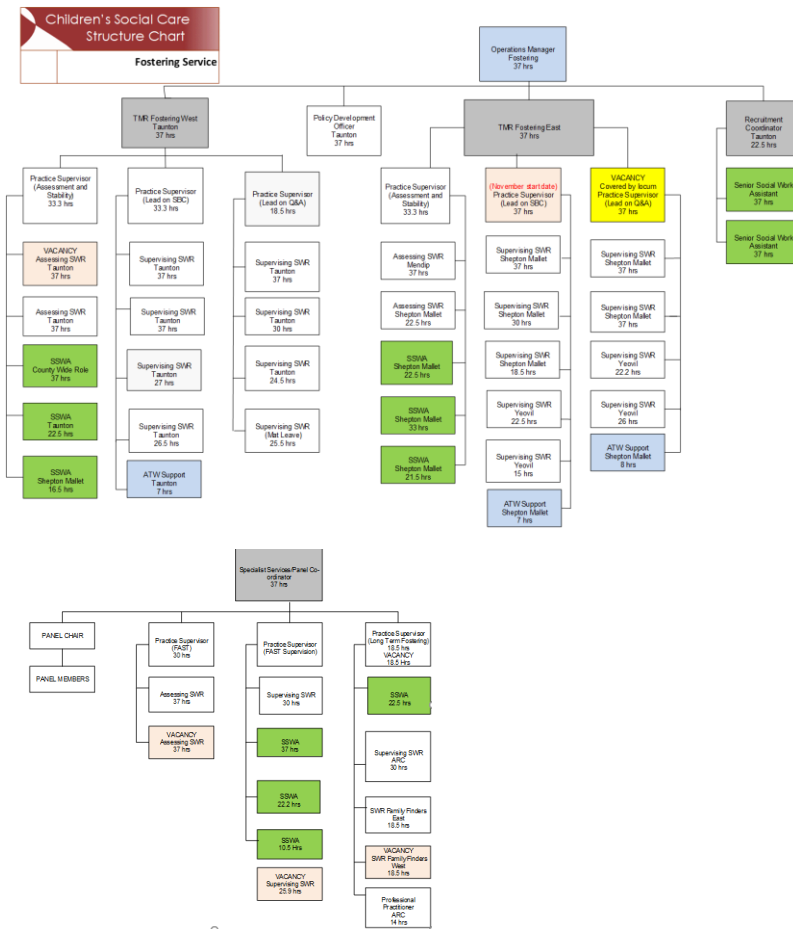 Children's Social Care
Structure Chart
Fostering Service
Operations Manager
Fostering
37 hrs
TMR Fostering West
Taunton
37 hrs
Policy Development
Officer
Taunton
37 hrs
TMR Fostering East
37 hrs
Recruitment
Coordinator
Taunton
22.5 hrs
Practice Supervisor
(Assessment and
Stability)
33.3 hrs
VACANCY
Assessing SWR
Taunton
37 hrs
Assessing SWR
Taunton
37 hrs
SSWA
County Wide Role
37 hrs
SSWA
Taunton
22.5 hrs
SSWA
Shepton Mallet
16.5 hrs
Practice Supervisor
(Lead on SBC)
33.3 hrs
Supervising SWR
Taunton
37 hrs
Supervising SWR
Taunton
37 hrs
Supervising SWR
Taunton
27 hrs
Supervising SWR
Taunton
26.5 hrs
ATW Support
Taunton
7 hrs
Practice Supervisor
(Lead on Q&A)
18.5 hrs
Supervising SWR
Taunton
37 hrs
Supervising SWR
Taunton
30 hrs
Supervising SWR
Taunton
24.5 hrs
Supervising SWR
(Mat Leave)
25.5 hrs
Practice Supervisor
(Assessment and
Stability)
33.3 hrs
Assessing SWR
Mendip
37 hrs
Assessing SWR
Shepton Mallet
22.5 hrs
SSWA
Shepton Mallet
22.5 hrs
SSWA
Shepton Mallet
33 hrs
SSWA
Shepton Mallet
21.5 hrs
(November start date)
Practice Supervisor
(Lead on SBC)
37 hrs
Supervising SWR
Shepton Mallet
37 hrs
Supervising SWR
Shepton Mallet
30 hrs
Supervising SWR
Shepton Mallet
18.5 hrs
Supervising SWR
Yeovil
22.5 hrs
Supervising SWR
Yeovil
15 hrs
ATW Support
Shepton Mallet
7 hrs
VACANCY
Covered by locum
Practice Supervisor
(Lead on Q&A)
37 hrs
Supervising SWR
Shepton Mallet
37 hrs
Supervising SWR
Shepton Mallet
37 hrs
Supervising SWR
Yeovil
22.2 hrs
Supervising SWR
Yeovil
26 hrs
ATW Support
Shepton Mallet
8 hrs
Senior Social Work
Assistant
37 hrs
Senior Social Work
Assistant
37 hrs
Specialist Services/Panel Co-
ordinator
37 hrs
PANEL CHAIR
PANEL MEMBERS
Practice Supervisor
(FAST)
30 hrs
Assessing SWR
37 hrs
VACANCY
Assessing SWR
37 hrs
Practice Supervisor
(FAST Supervision)
Supervising SWR
30 hrs
SSWA
37 hrs
SSWA
22.2 hrs
SSWA
10.5 Hrs
VACANCY
Supervising SWR
25.9 hrs
Practice Supervisor
(Long Term Fostering)
18.5 hrs
VACANCY
18.5 Hrs
SSWA
22.5 hrs
Supervising SWR
ARC
30 hrs
SWR Family Finders
East
18.5 hrs
VACANCY
SWR Family Finders
West
18.5 hrs
Professional
Practitioner
ARC
14 hrs